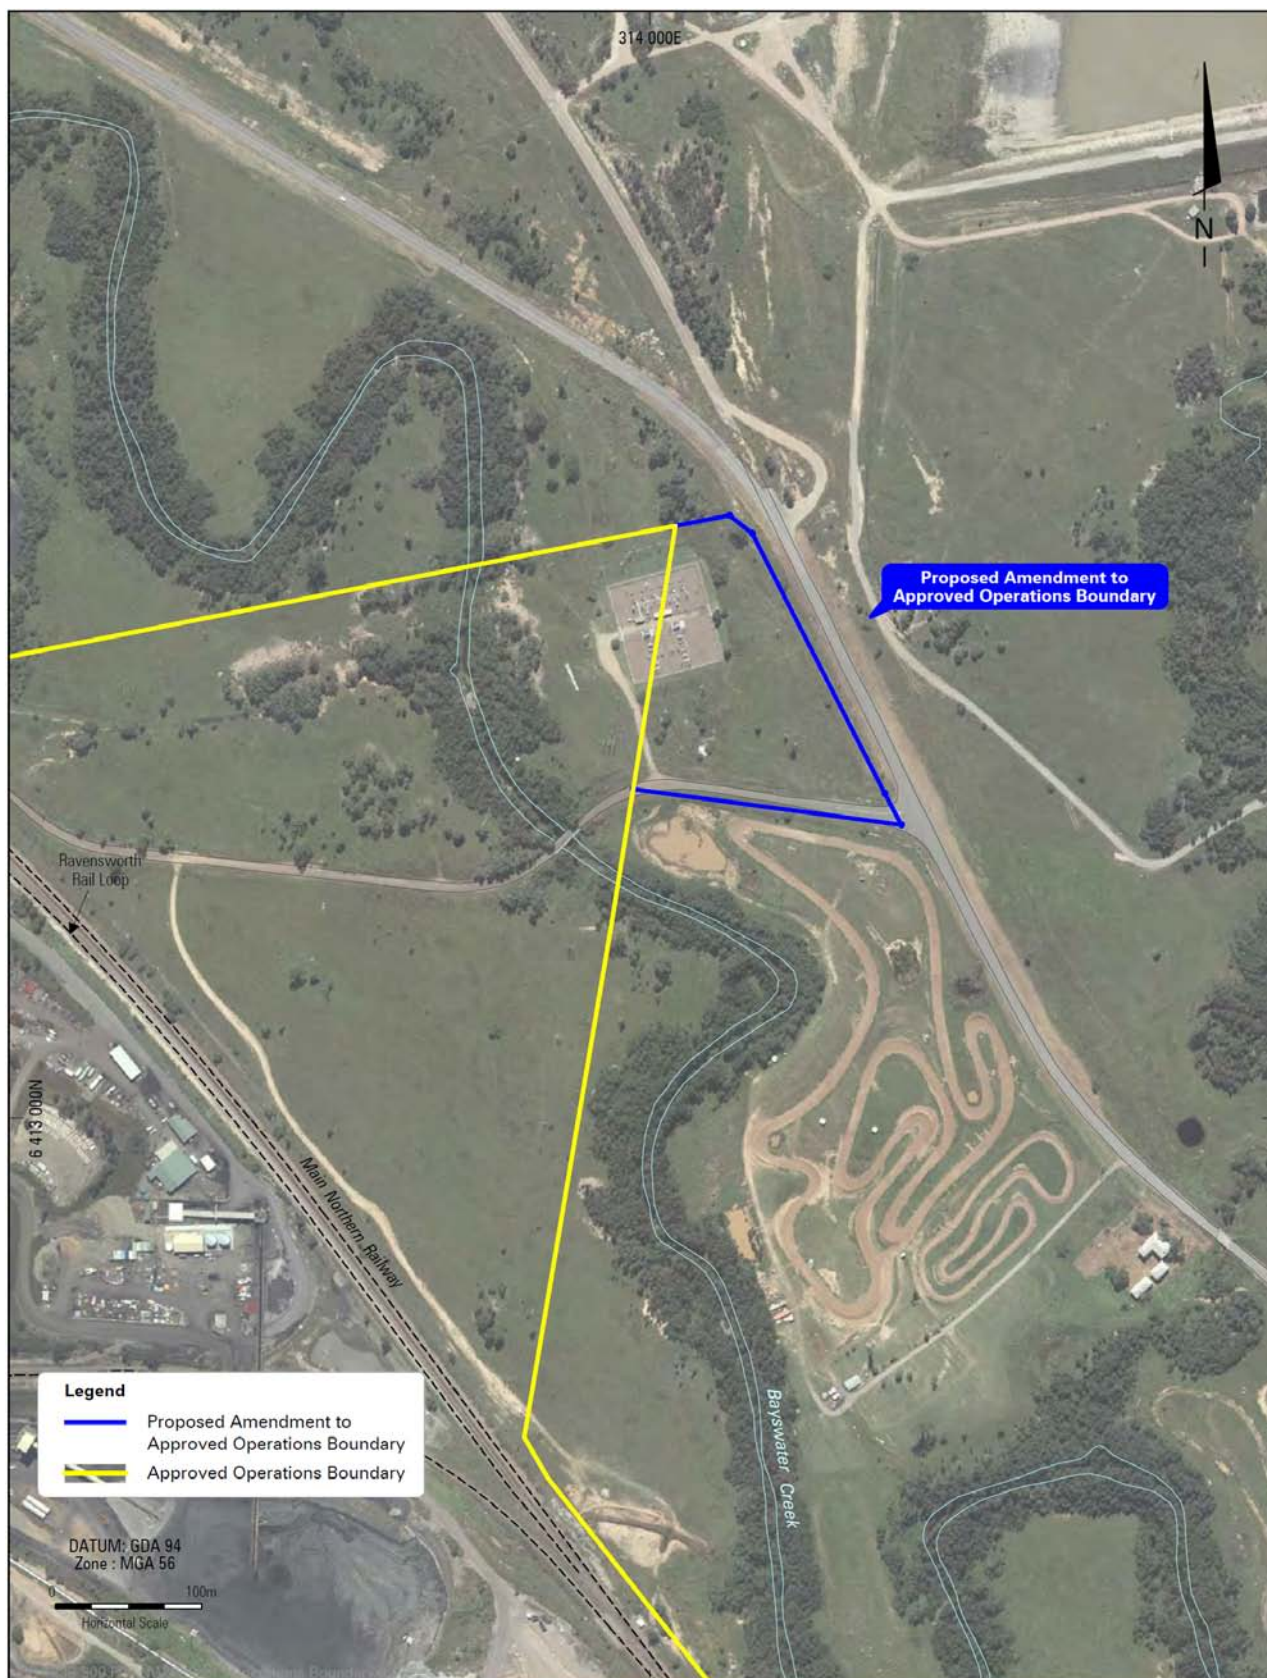 314 000E
N
Proposed Amendment to
Approved Operations Boundary
Ravensworth
Rail Loop
6 413 000N
Main Northern Railway
Bayswater Creek
Legend
Proposed Amendment to
Approved Operations Boundary
Approved Operations Boundary
DATUM: GDA 94
Zone : MGA 56
0 100m
Horizontal Scale